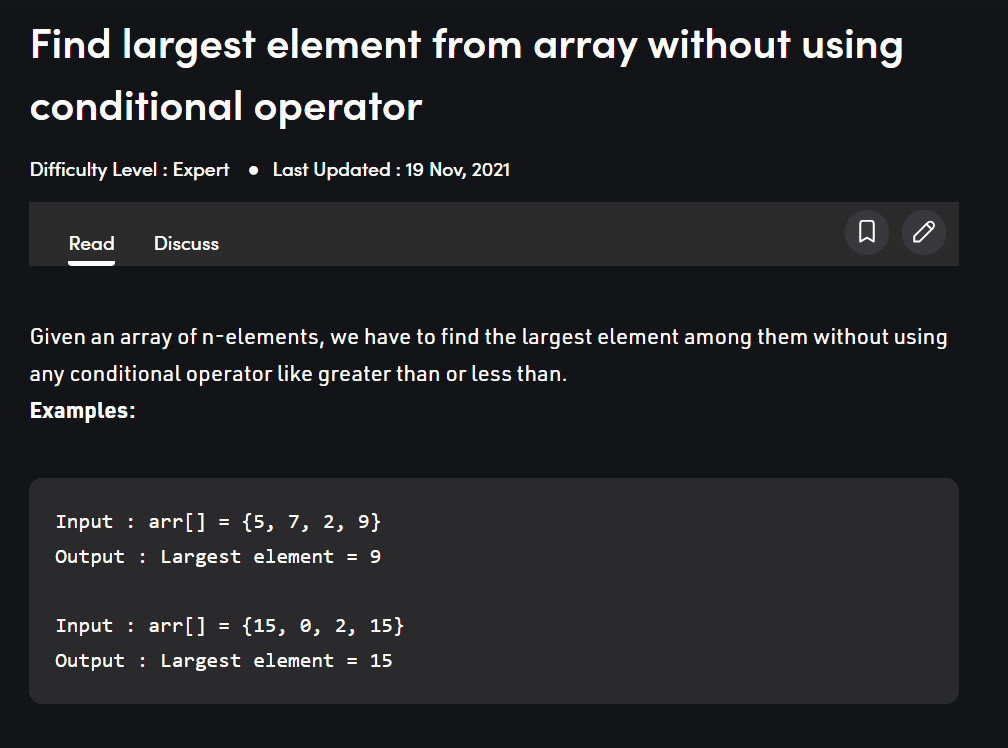 Find largest element from array without using
conditional operator
Difficulty Level : Expert ● Last Updated : 19 Nov, 2021
Read Discuss
Given an array of n-elements, we have to find the largest element among them without using
any conditional operator like greater than or less than.
Examples:
Input : arr[] = {5, 7, 2, 9}
Output : Largest element = 9
Input : arr[] = {15, 0, 2, 15}
Output : Largest element = 15